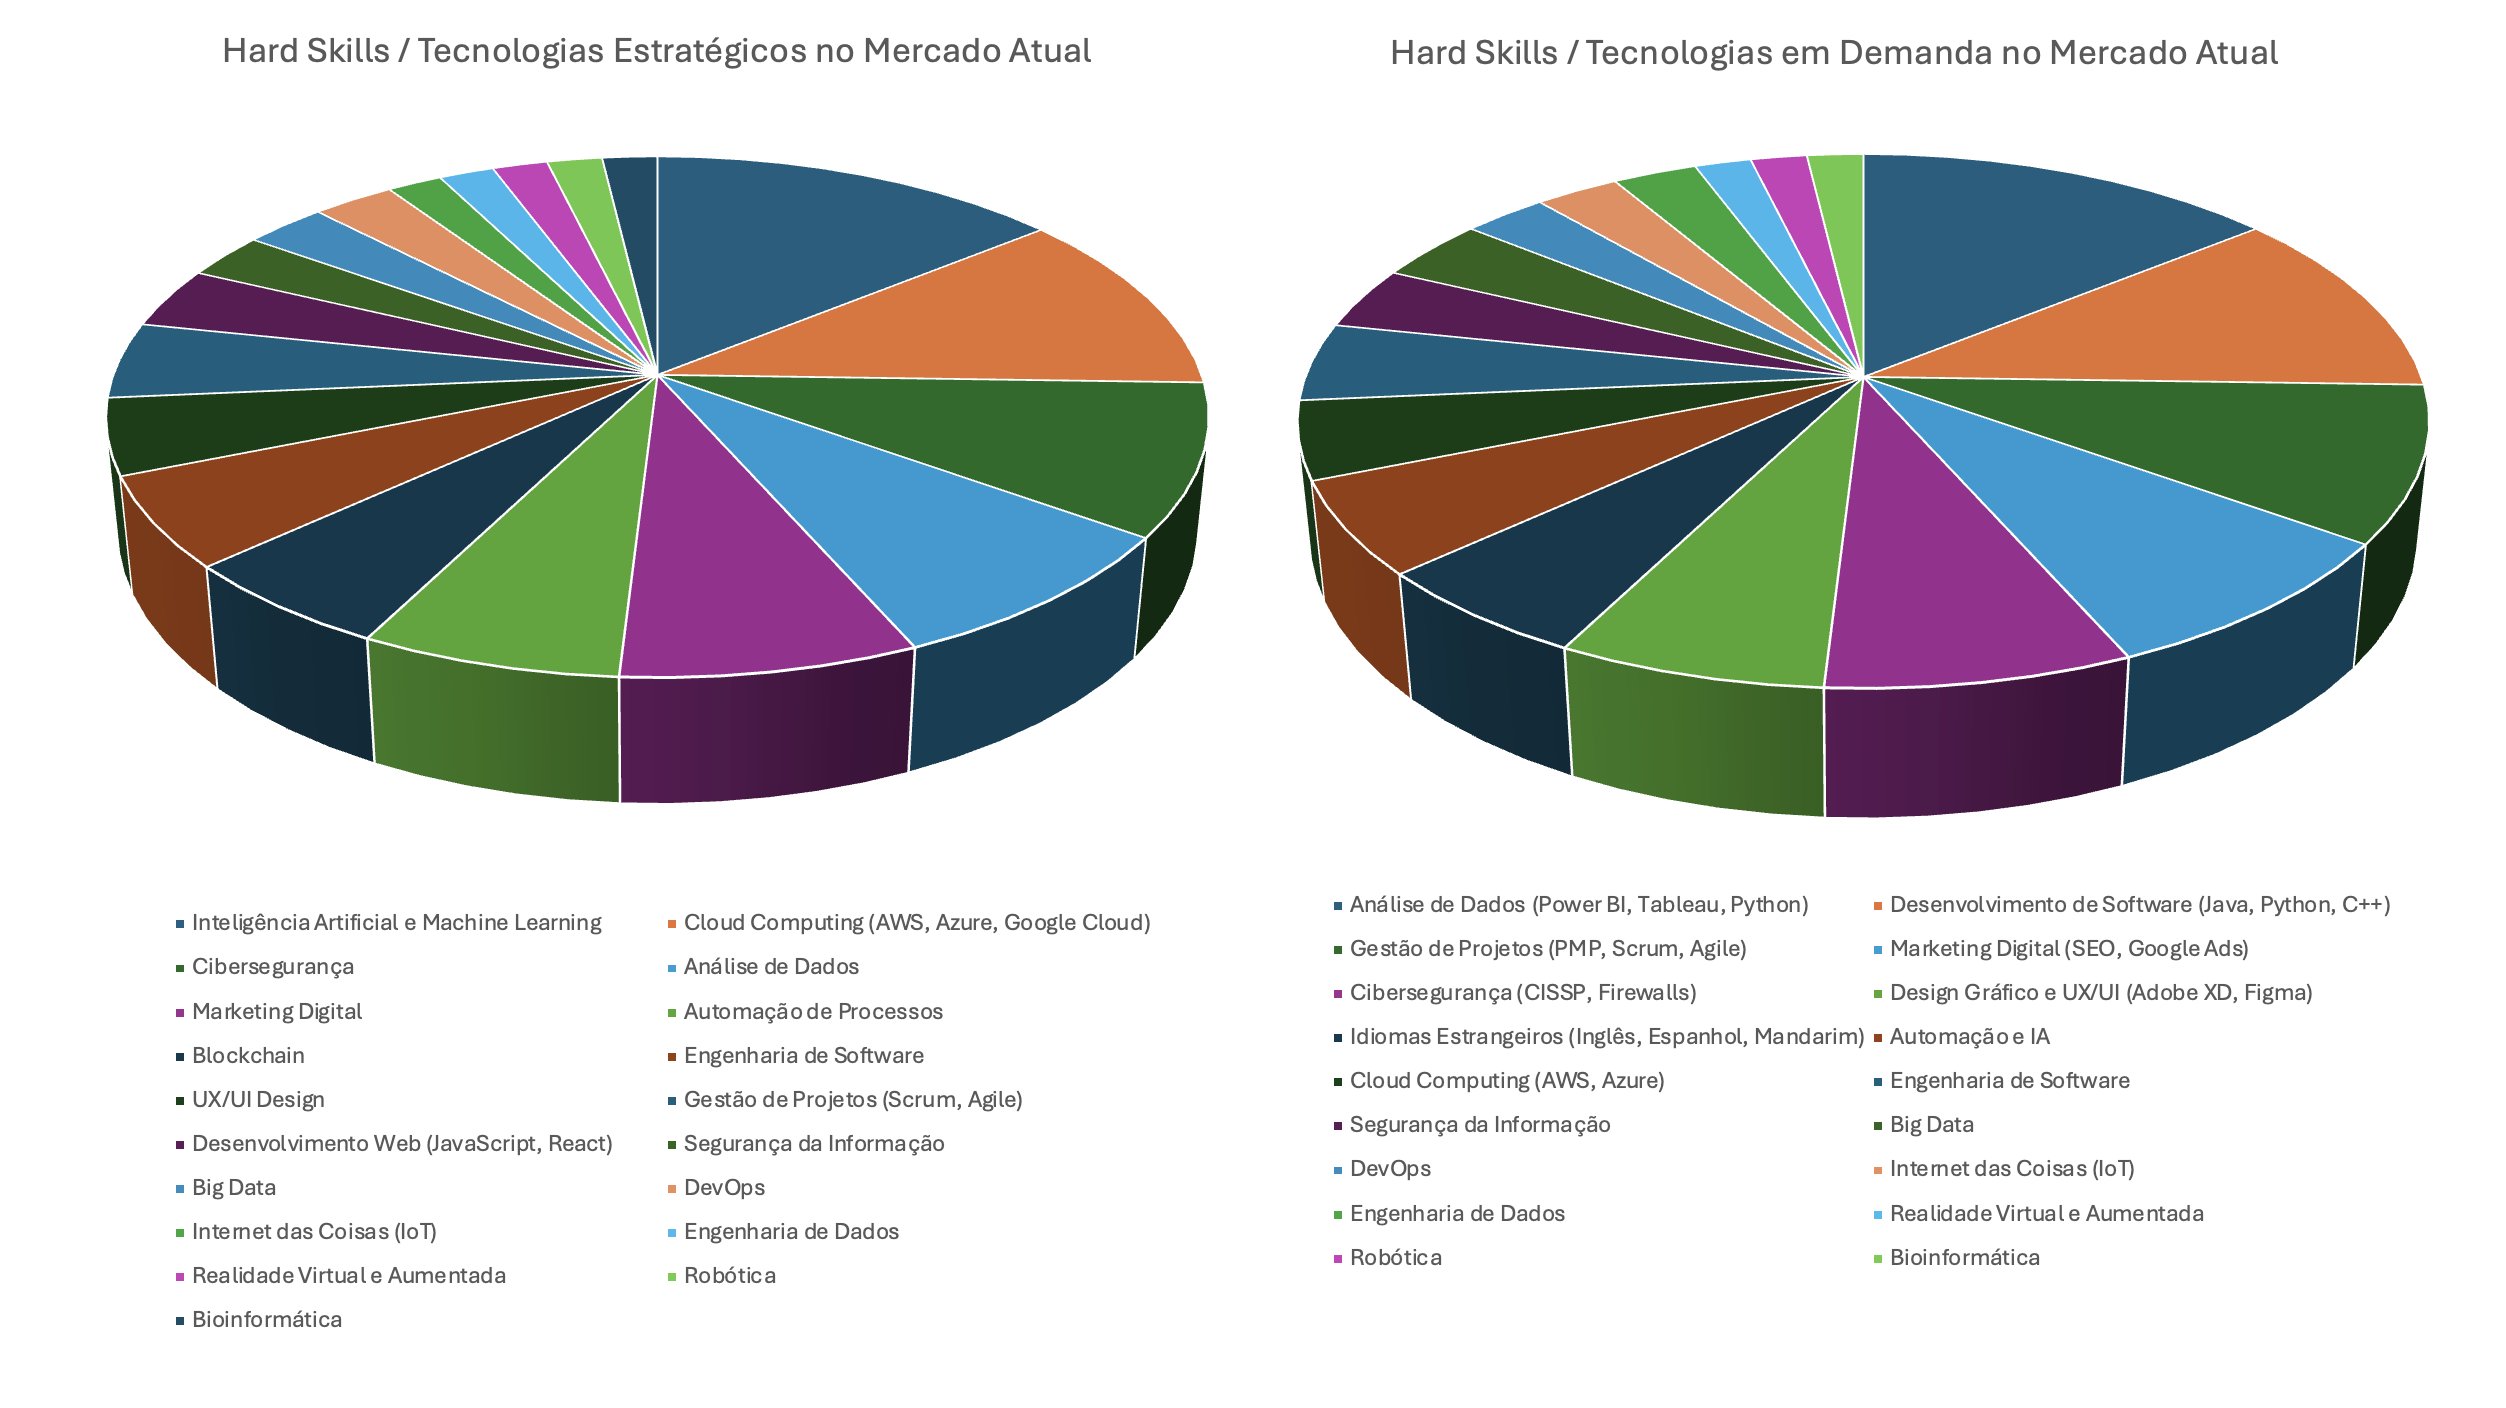 Hard Skills / Tecnologias Estratégicos no Mercado Atual
Inteligência Artificial e Machine Learning
Cloud Computing (AWS, Azure, Google Cloud)
Cibersegurança
Análise de Dados
Marketing Digital
Automação de Processos
Blockchain
Engenharia de Software
UX/UI Design
Gestão de Projetos (Scrum, Agile)
Desenvolvimento Web (JavaScript, React)
Segurança da Informação
Big Data
DevOps
Internet das Coisas (IoT)
Engenharia de Dados
Realidade Virtual e Aumentada
Robótica
Bioinformática
Hard Skills / Tecnologias em Demanda no Mercado Atual
Análise de Dados (Power BI, Tableau, Python)
Desenvolvimento de Software (Java, Python, C++)
Gestão de Projetos (PMP, Scrum, Agile)
Marketing Digital (SEO, Google Ads)
Cibersegurança (CISSP, Firewalls)
Design Gráfico e UX/UI (Adobe XD, Figma)
Idiomas Estrangeiros (Inglês, Espanhol, Mandarim)
Automação e IA
Cloud Computing (AWS, Azure)
Engenharia de Software
Segurança da Informação
Big Data
DevOps
Internet das Coisas (IoT)
Engenharia de Dados
Realidade Virtual e Aumentada
Robótica
Bioinformática